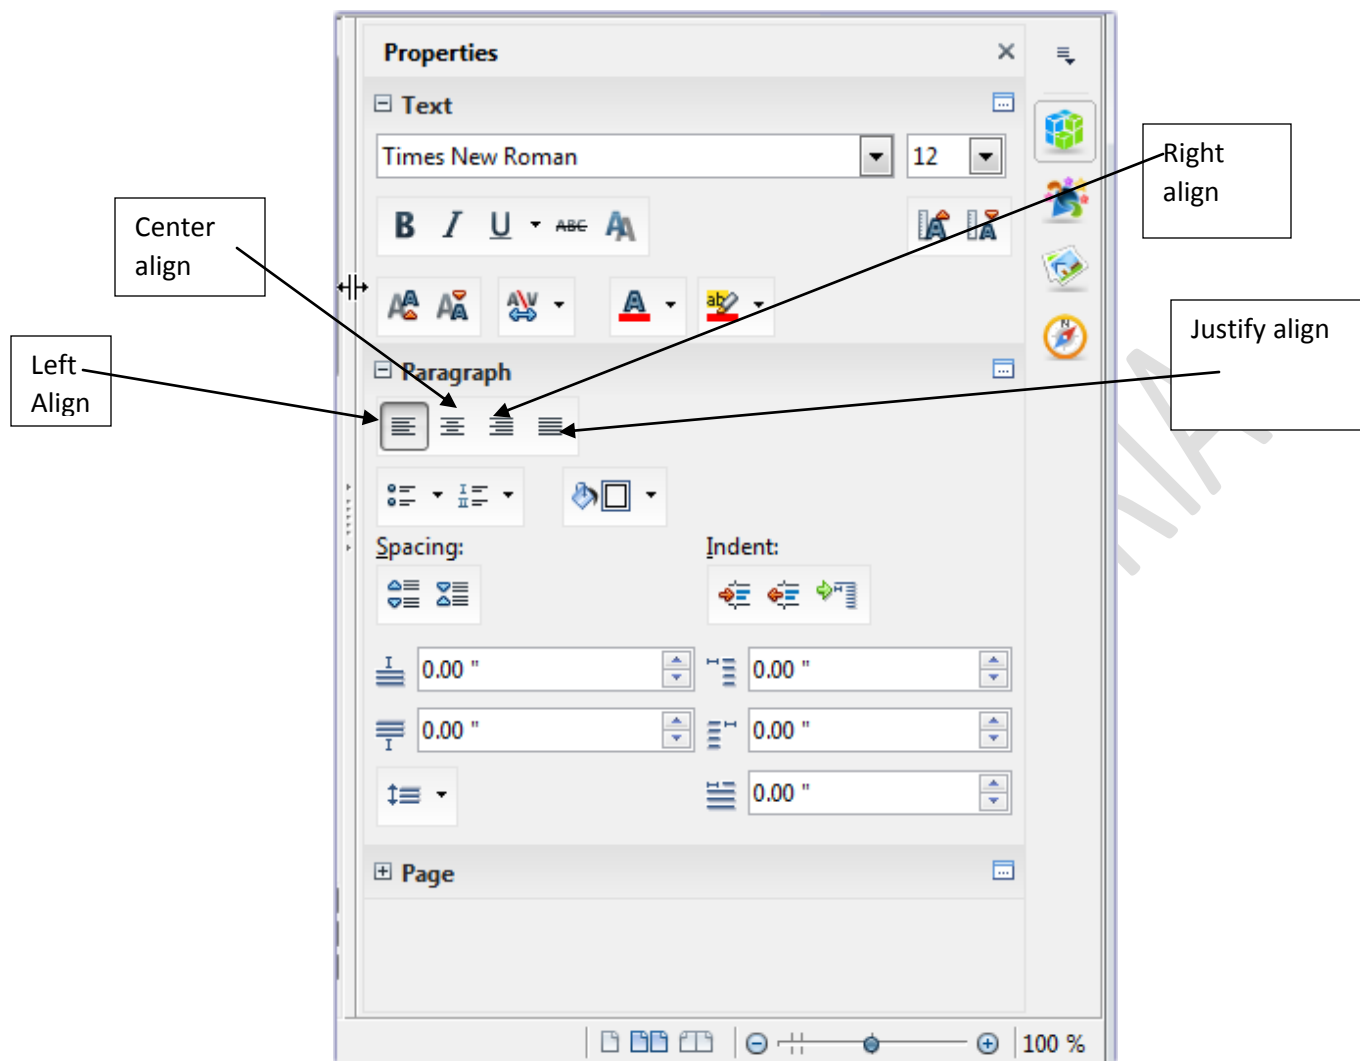 Properties
Text
Times New Roman
12
Right
align
B I U ABC
Center
align
Justify align
Left
Align
Paragraph
Spacing:
Indent:
0.00 "
0.00 "
0.00 "
0.00 "
0.00 "
Page
100 %